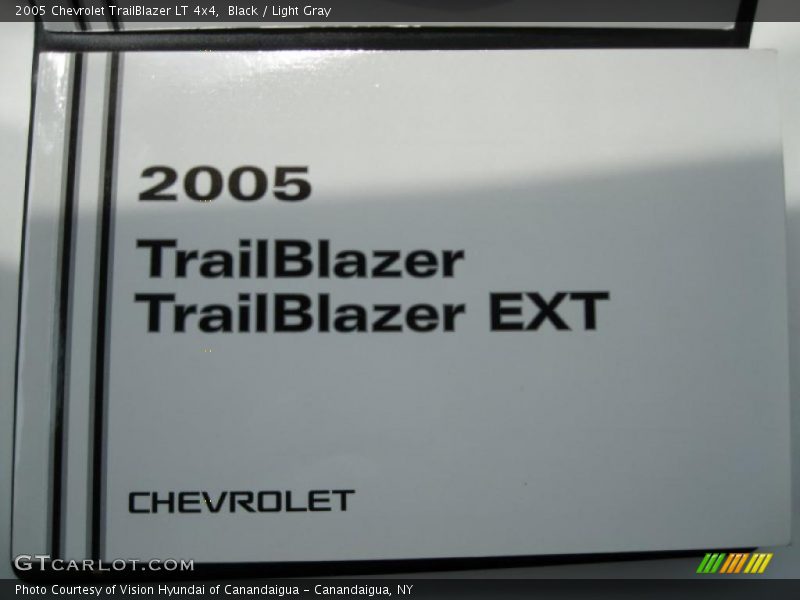 2005 Chevrolet TrailBlazer LT 4x4, Black / Light Gray
2005
TrailBlazer
TrailBlazer EXT
CHEVROLET
GTCARLOT.COM
Photo Courtesy of Vision Hyundai of Canandaigua - Canandaigua, NY